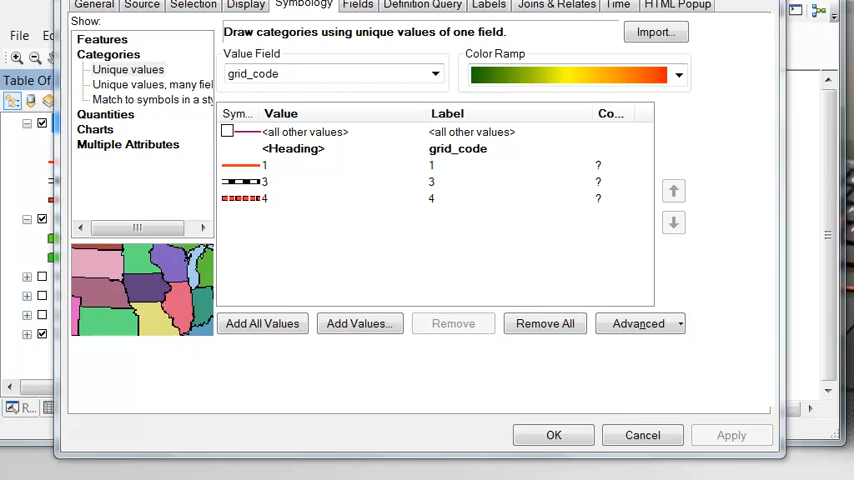 General Source Selection Display Symbology Fields Definition Query Labels Joins & Relates Time HTML Popup
Show:
Features
Categories
Unique values
Unique values, many fiel
Match to symbols in a sty
Quantities
Charts
Multiple Attributes
Draw categories using unique values of one field.
Import...
Value Field
grid_code
Color Ramp
Sym... Value Label Co...
<all other values> <all other values>
<Heading> grid_code
1 1 ?
3 3 ?
4 4 ?
Add All Values Add Values... Remove Remove All Advanced
OK Cancel Apply
File Ed
Table Of
R...